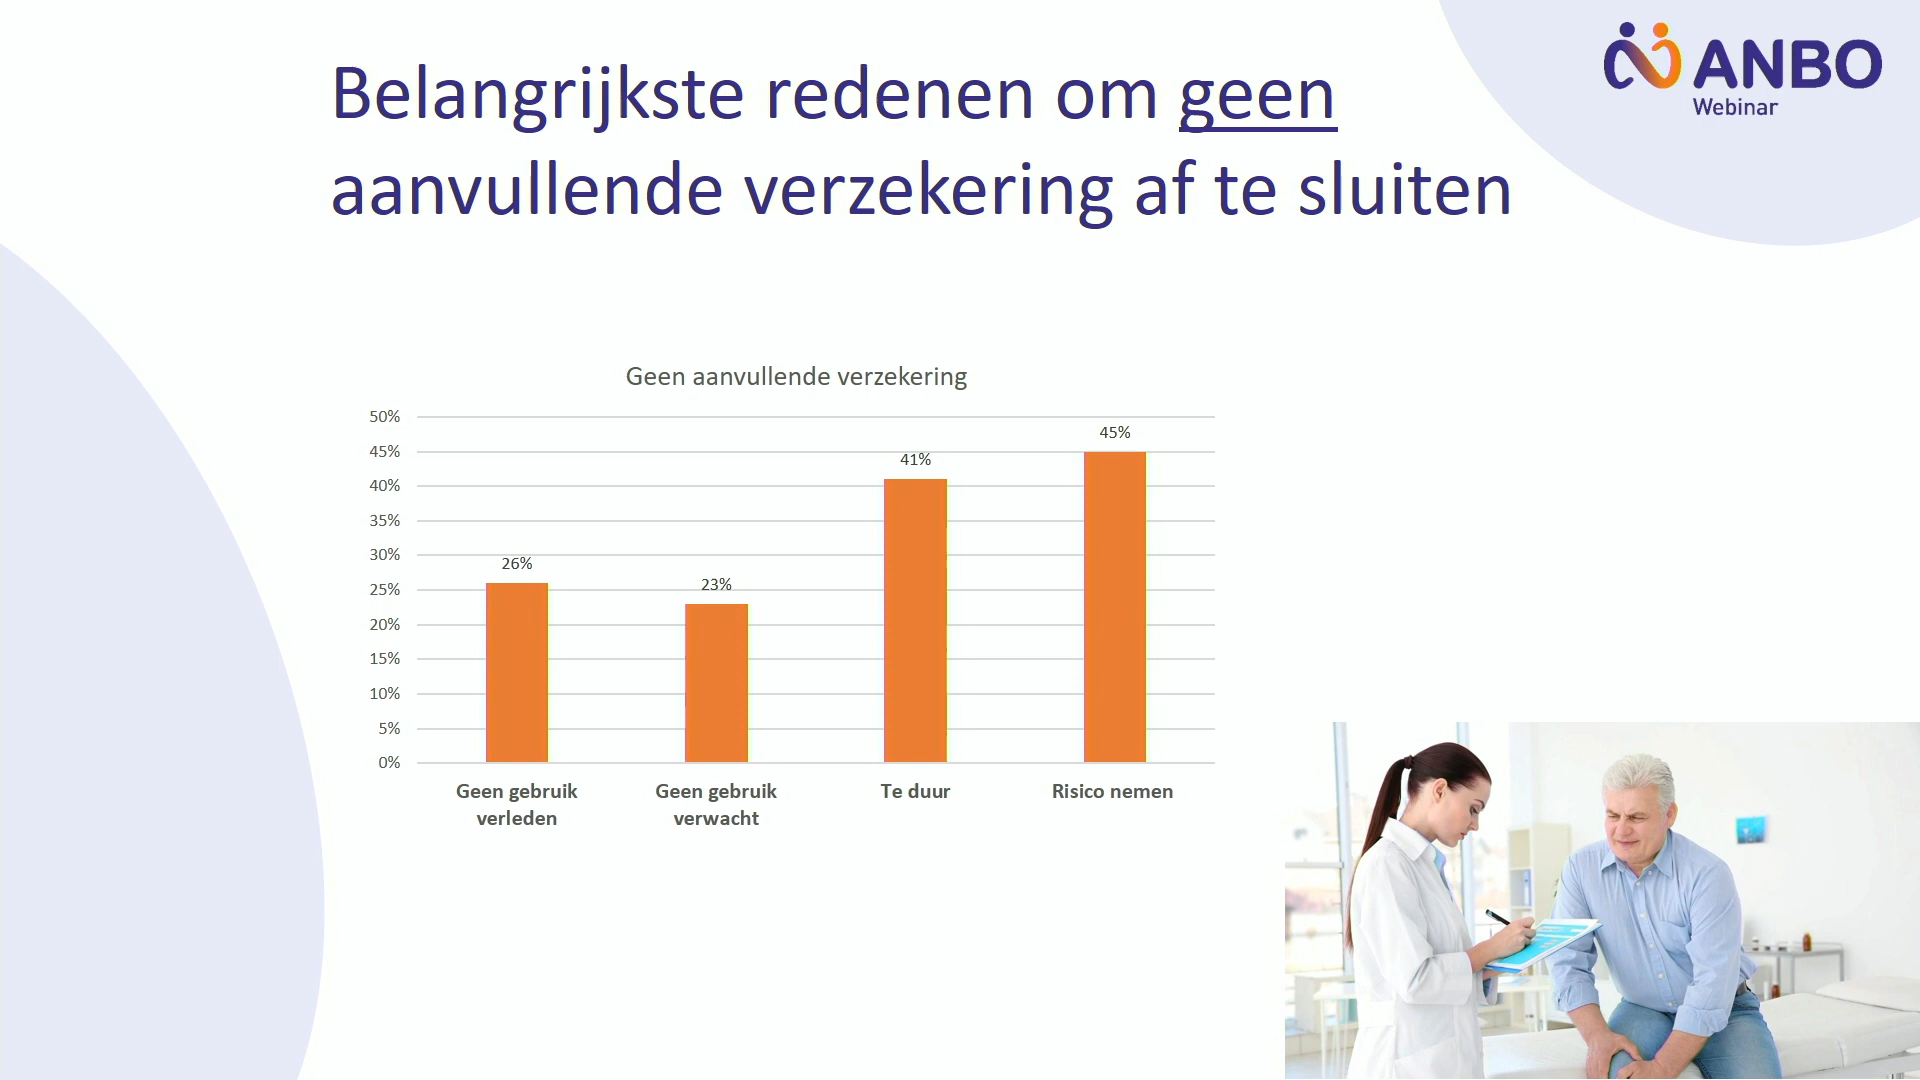 Belangrijkste redenen om geen
aanvullende verzekering af te sluiten
ANBO
Webinar
Geen aanvullende verzekering
50%
45%
40%
35%
30%
25%
20%
15%
10%
5%
0%
26%
23%
41%
45%
Geen gebruik
verleden
Geen gebruik
verwacht
Te duur
Risico nemen